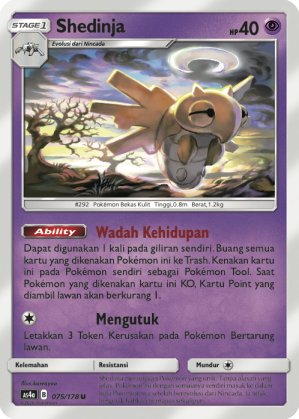 STAGE1 Shedinja HP40
Evolusi dari Nincada
#292 Pokémon Bekas Kulit Tinggi,0.8m Berat,1.2kg
Ability Wadah Kehidupan
Dapat digunakan 1 kali pada giliran sendiri. Buang semua
kartu yang dikenakan Pokémon ini ke Trash. Kenakan kartu
ini pada Pokémon sendiri sebagai Pokémon Tool. Saat
Pokémon yang dikenakan kartu ini KO, Kartu Point yang
diambil lawan akan berkurang 1.
Mengutuk
Letakkan 3 Token Kerusakan pada Pokémon Bertarung
lawan.
Kelemahan Resistansi Mundur
AS4a B 075/178 U